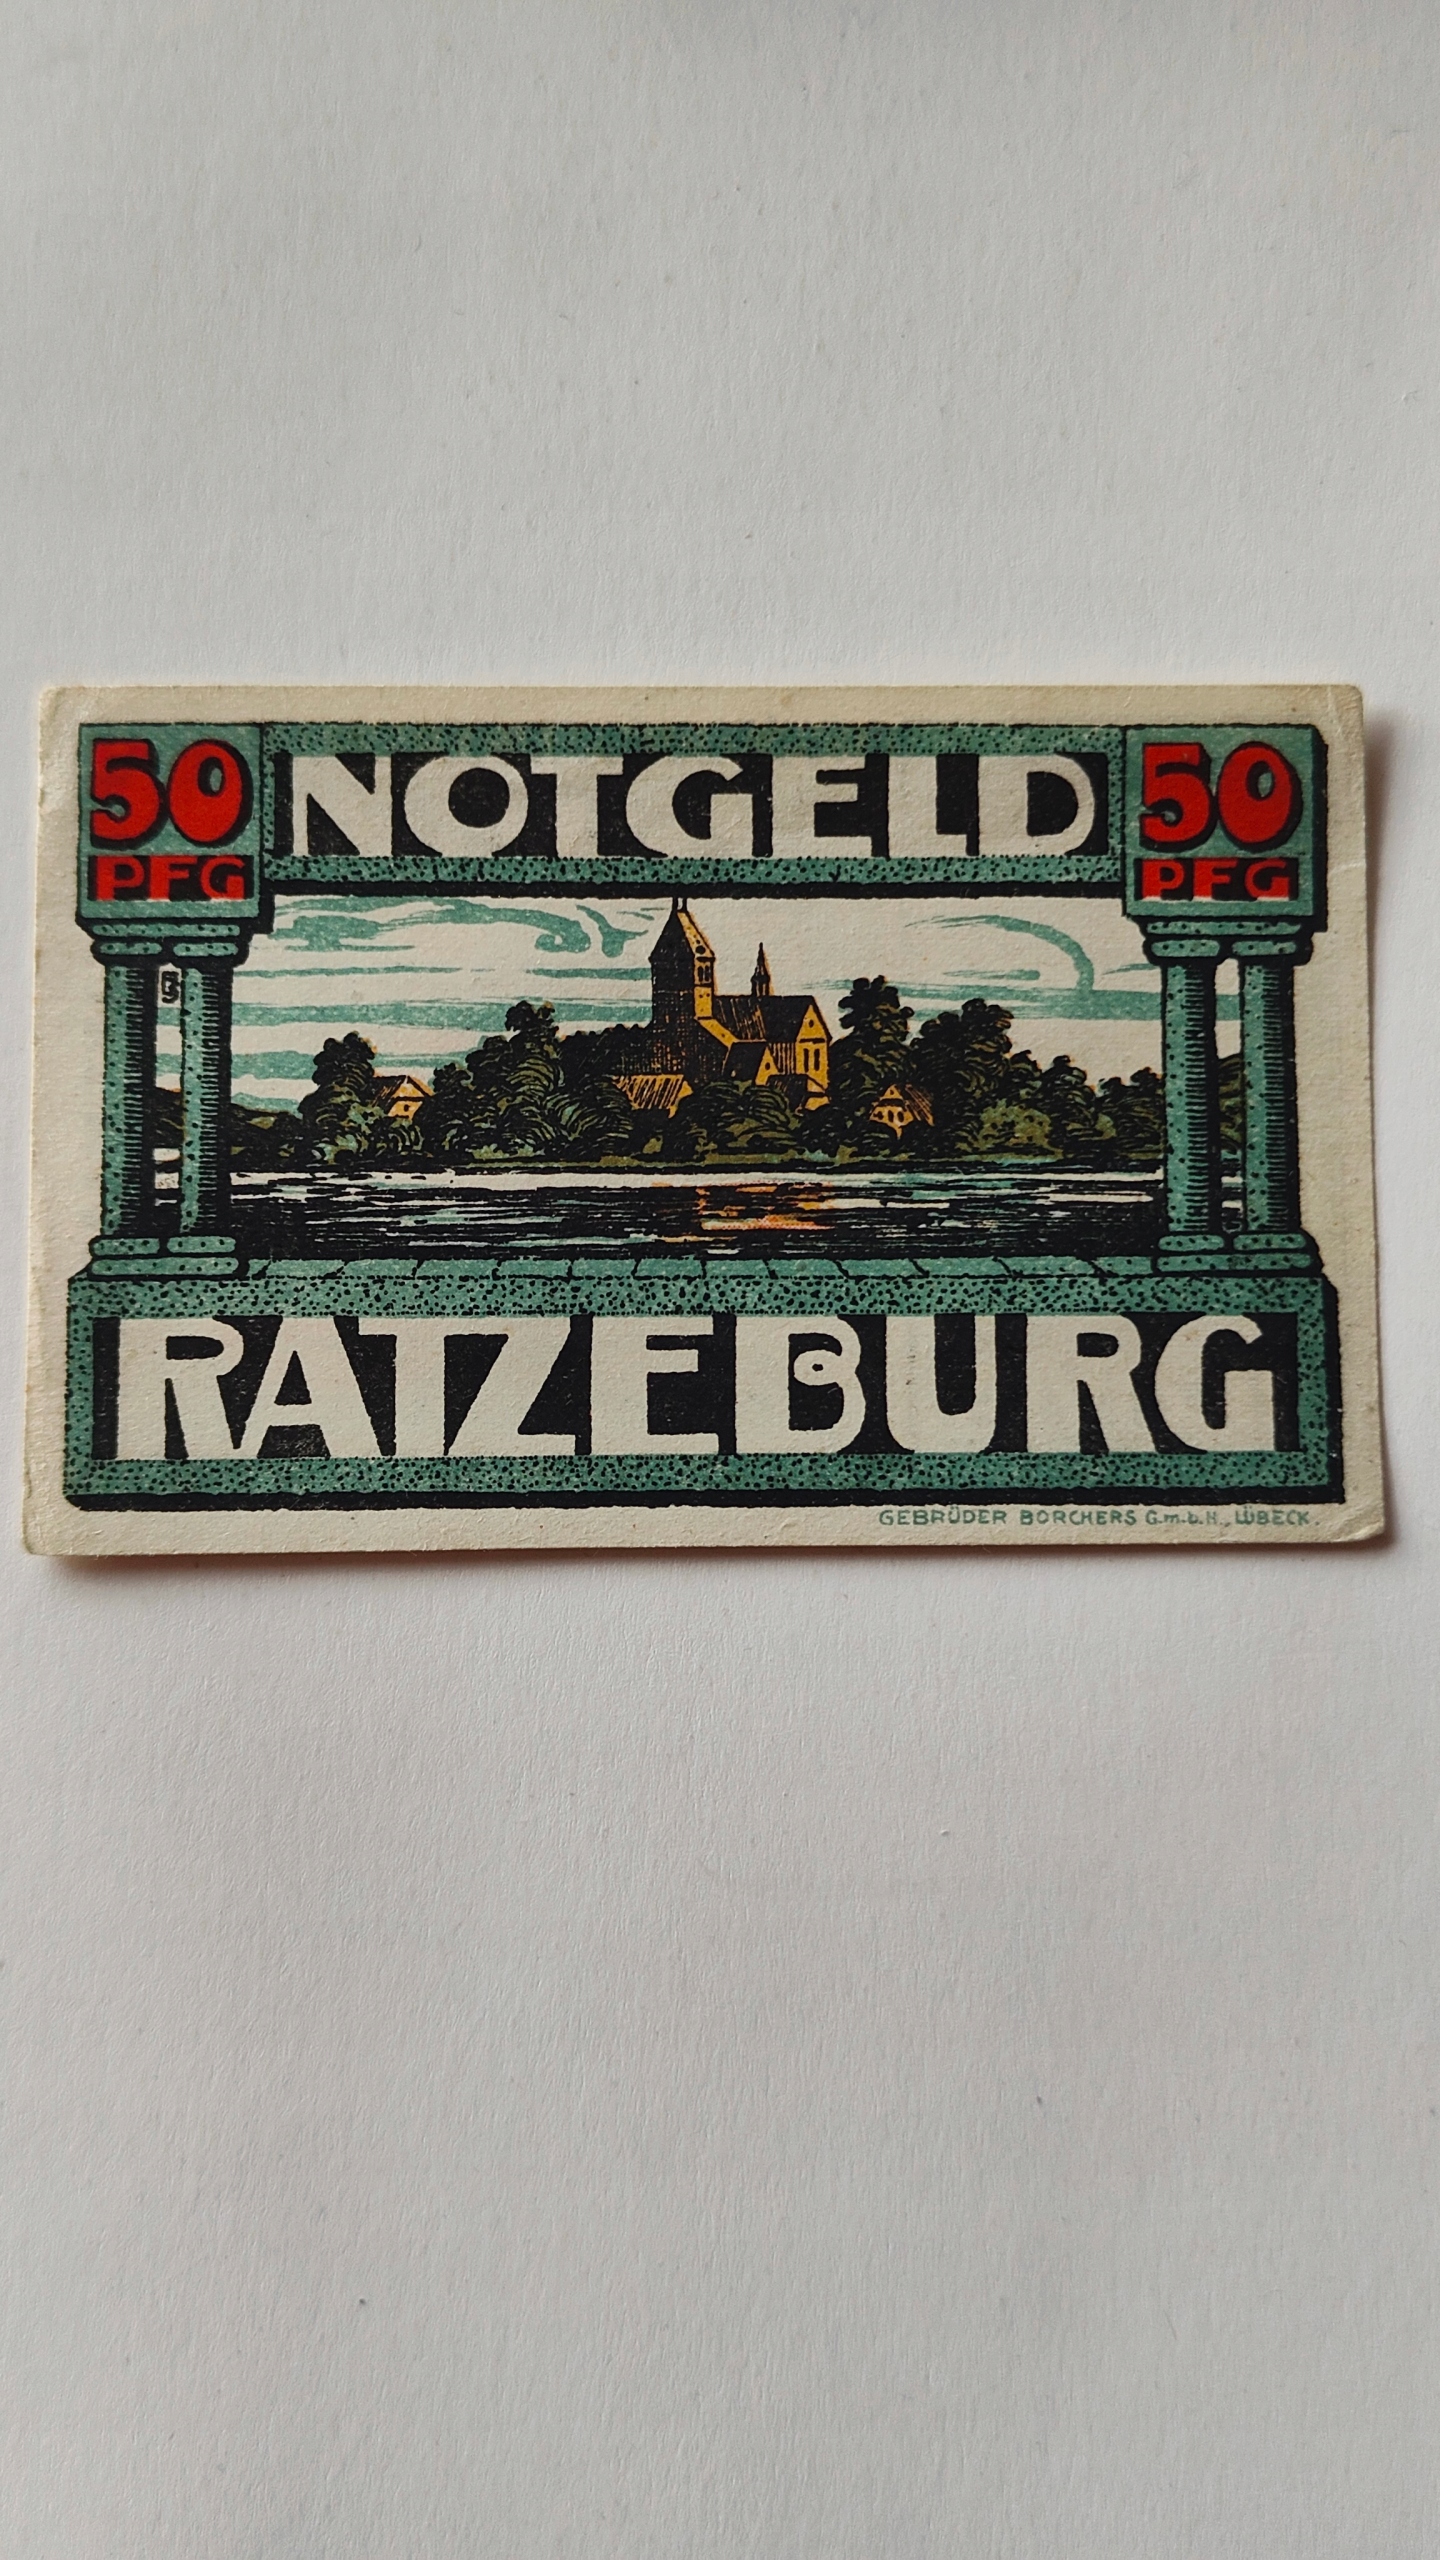 50 NOTGELD 50
PFG PFG
RATZEBURG
GEBRÜDER BORCHERS G.m.b.H., LÜBECK.